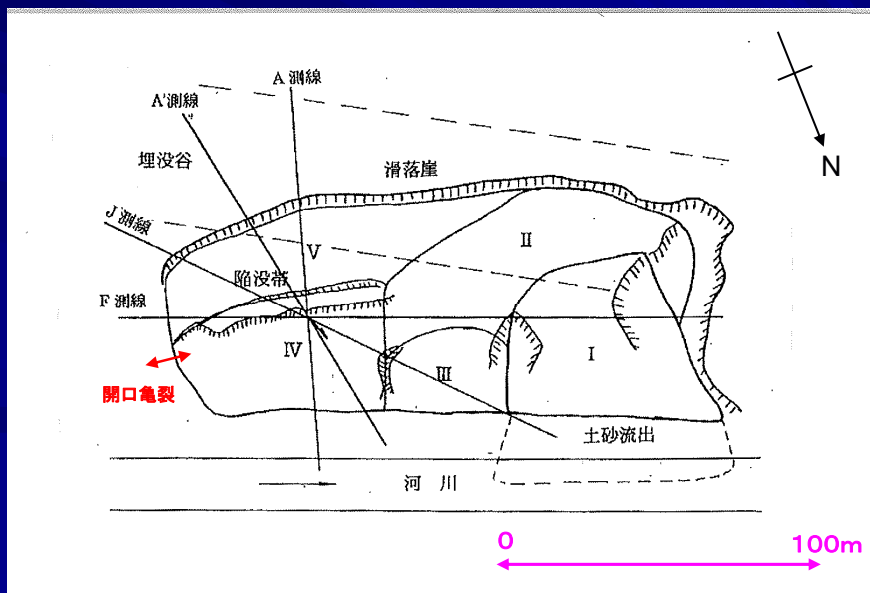 A 測線
A'測線
N
埋没谷
滑落崖
J'測線
V
II
陥没帯
F 測線
IV
I
III
開口亀裂
土砂流出
河 川
0
100m